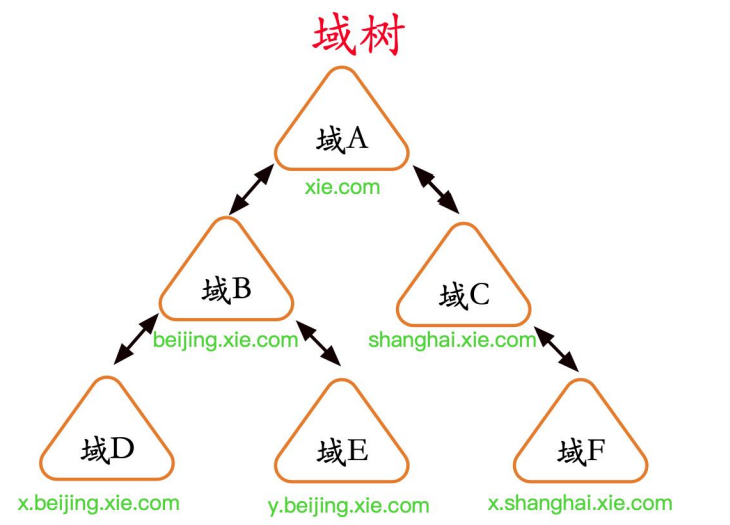 域树
域A
xie.com
域B
域C
beijing.xie.com
shanghai.xie.com
域D
域E
域F
x.beijing.xie.com
y.beijing.xie.com
x.shanghai.xie.com